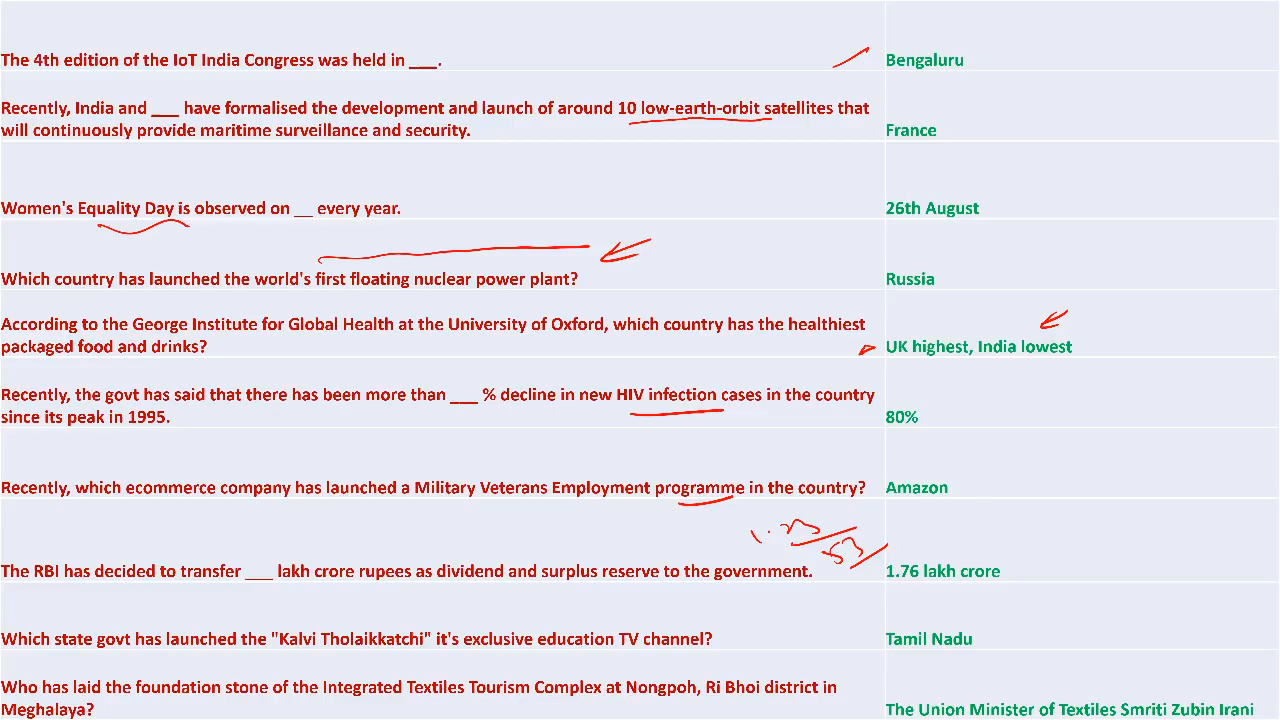 The 4th edition of the IoT India Congress was held in ___.
Bengaluru
Recently, India and ___ have formalised the development and launch of around 10 low-earth-orbit satellites that
will continuously provide maritime surveillance and security.
France
Women's Equality Day is observed on __ every year.
26th August
Which country has launched the world's first floating nuclear power plant?
Russia
According to the George Institute for Global Health at the University of Oxford, which country has the healthiest
packaged food and drinks?
UK highest, India lowest
Recently, the govt has said that there has been more than ___ % decline in new HIV infection cases in the country
since its peak in 1995.
80%
Recently, which ecommerce company has launched a Military Veterans Employment programme in the country?
Amazon
1.23
53
The RBI has decided to transfer ___ lakh crore rupees as dividend and surplus reserve to the government.
1.76 lakh crore
Which state govt has launched the "Kalvi Tholaikkatchi" it's exclusive education TV channel?
Tamil Nadu
Who has laid the foundation stone of the Integrated Textiles Tourism Complex at Nongpoh, Ri Bhoi district in
Meghalaya?
The Union Minister of Textiles Smriti Zubin Irani